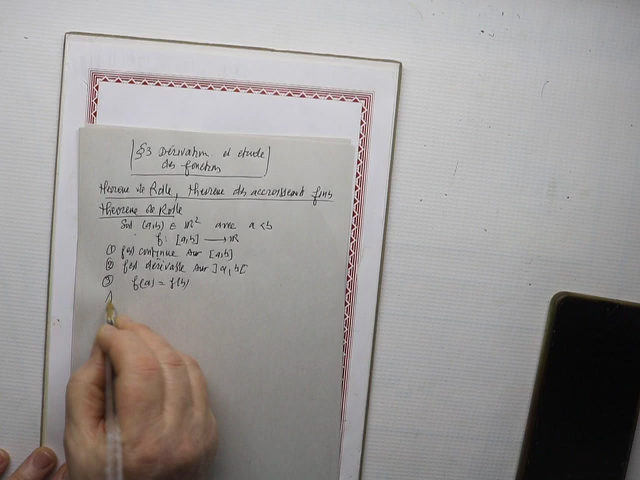 §3 Dérivation et étude
des fonctions
Théorème de Rolle, théorème des accroissements finis
Théorème de Rolle
Soit (a,b) ∈ ℝ² avec a < b
f: [a,b] → ℝ
① f est continue sur [a,b]
② f est dérivable sur ]a,b[
③ f(a) = f(b)